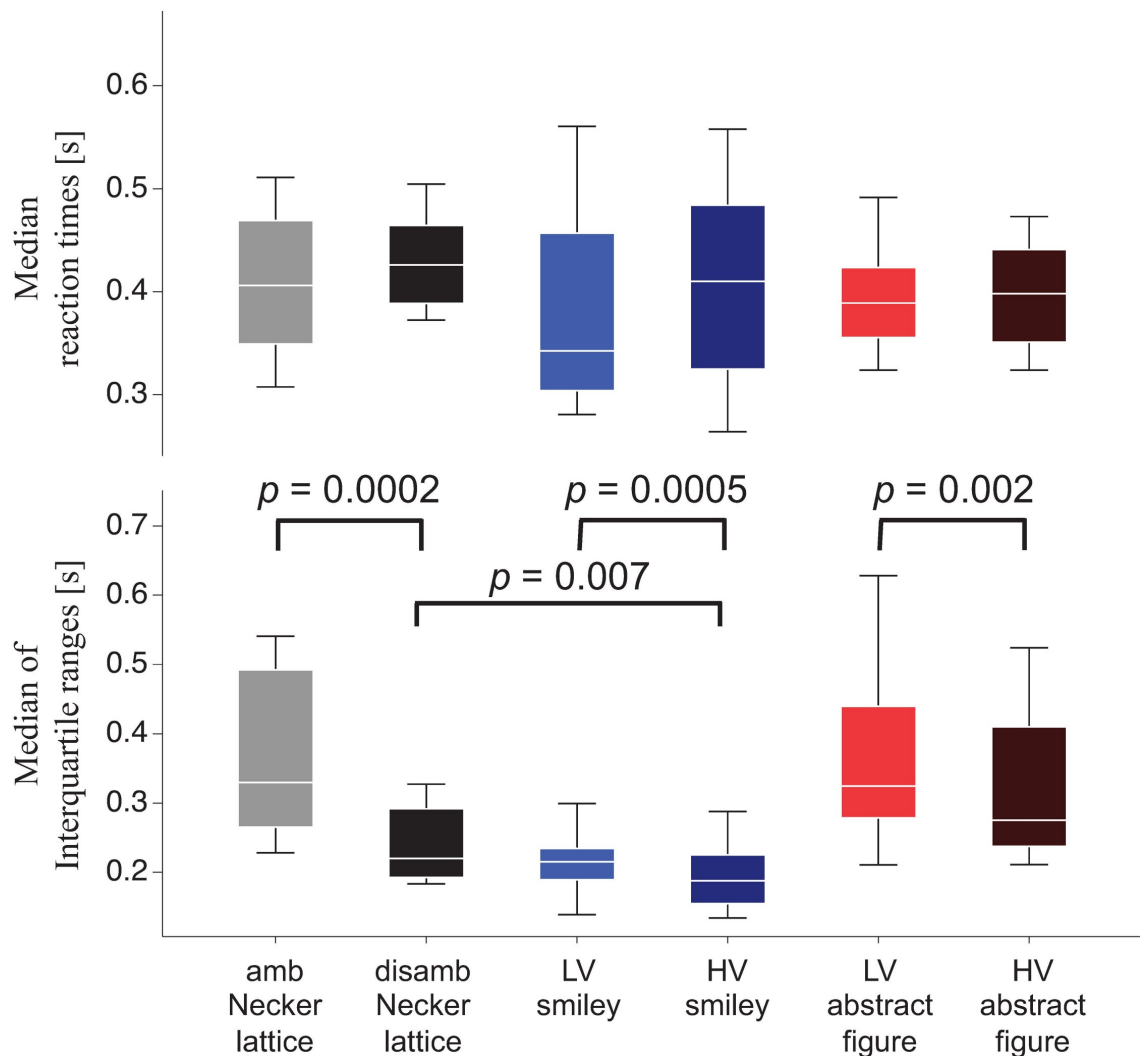 Median
reaction times [s]
0.6
0.5
0.4
0.3
Median of
Interquartile ranges [s]
0.7
0.6
0.5
0.4
0.3
0.2
p = 0.0002
p = 0.0005
p = 0.002
p = 0.007
amb
Necker
lattice
disamb
Necker
lattice
LV
smiley
HV
smiley
LV
abstract
figure
HV
abstract
figure